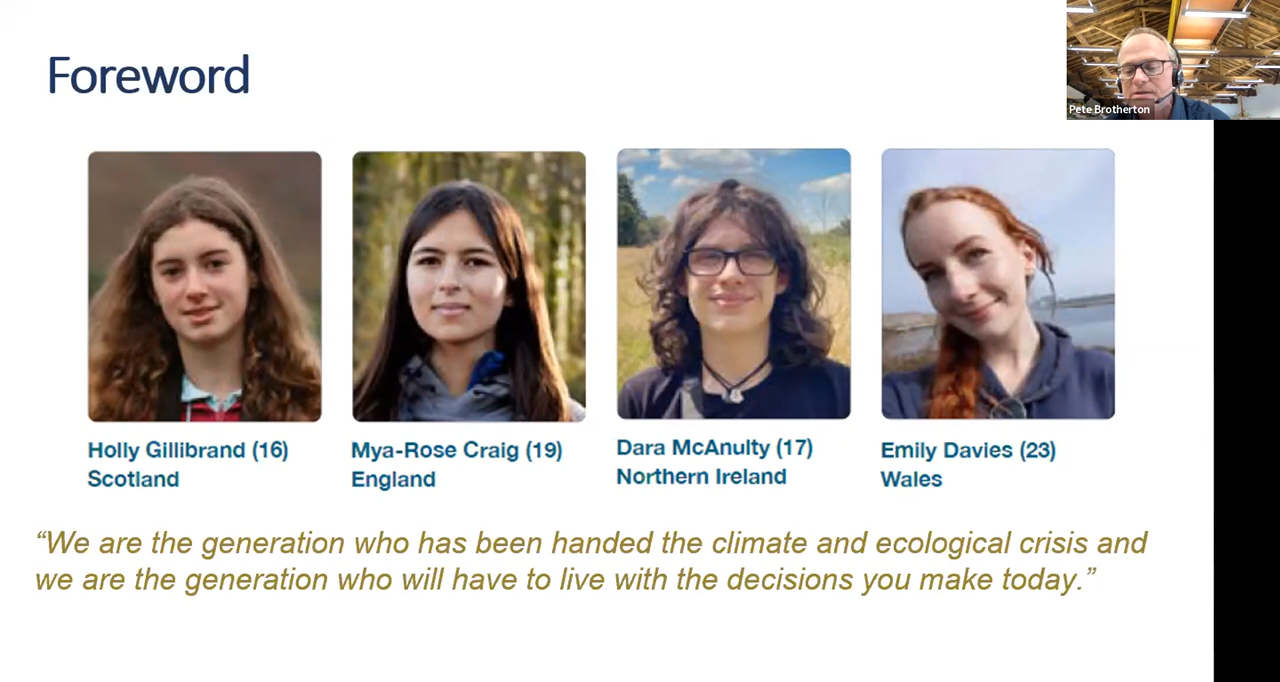 Foreword
Pete Brotherton
Holly Gillibrand (16)
Scotland
Mya-Rose Craig (19)
England
Dara McAnulty (17)
Northern Ireland
Emily Davies (23)
Wales
“We are the generation who has been handed the climate and ecological crisis and
we are the generation who will have to live with the decisions you make today.”